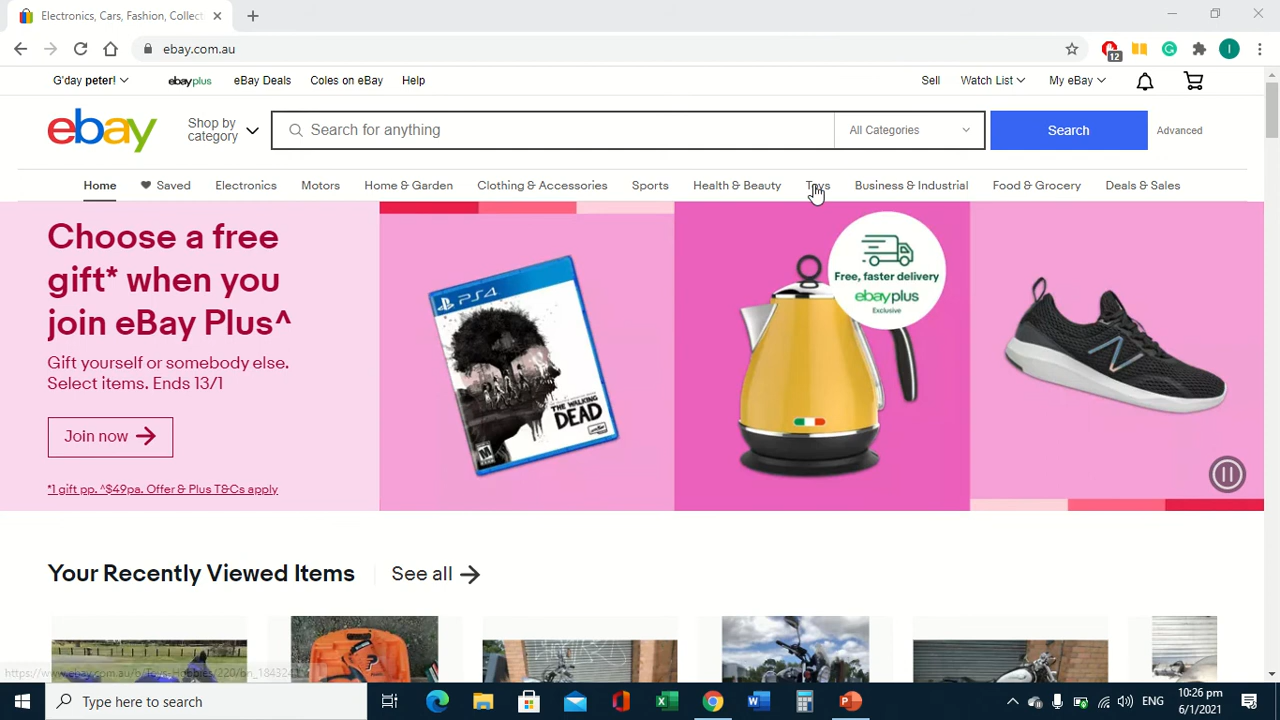 Electronics, Cars, Fashion, Collect
ebay.com.au
12
I
G'day peter!
ebayplus
eBay Deals
Coles on eBay
Help
Sell
Watch List
My eBay
ebay
Shop by
category
Search for anything
All Categories
Search
Advanced
Home
Saved
Electronics
Motors
Home & Garden
Clothing & Accessories
Sports
Health & Beauty
Toys
Business & Industrial
Food & Grocery
Deals & Sales
Choose a free
gift* when you
join eBay Plus^
Gift yourself or somebody else.
Select items. Ends 13/1
Join now
*1 gift pp. ^$49pa. Offer & Plus T&Cs apply
PS4
THE WALKING
DEAD
M
Free, faster delivery
ebayplus
Exclusive
N
Your Recently Viewed Items
See all
Type here to search
ENG
10:26 pm
6/1/2021